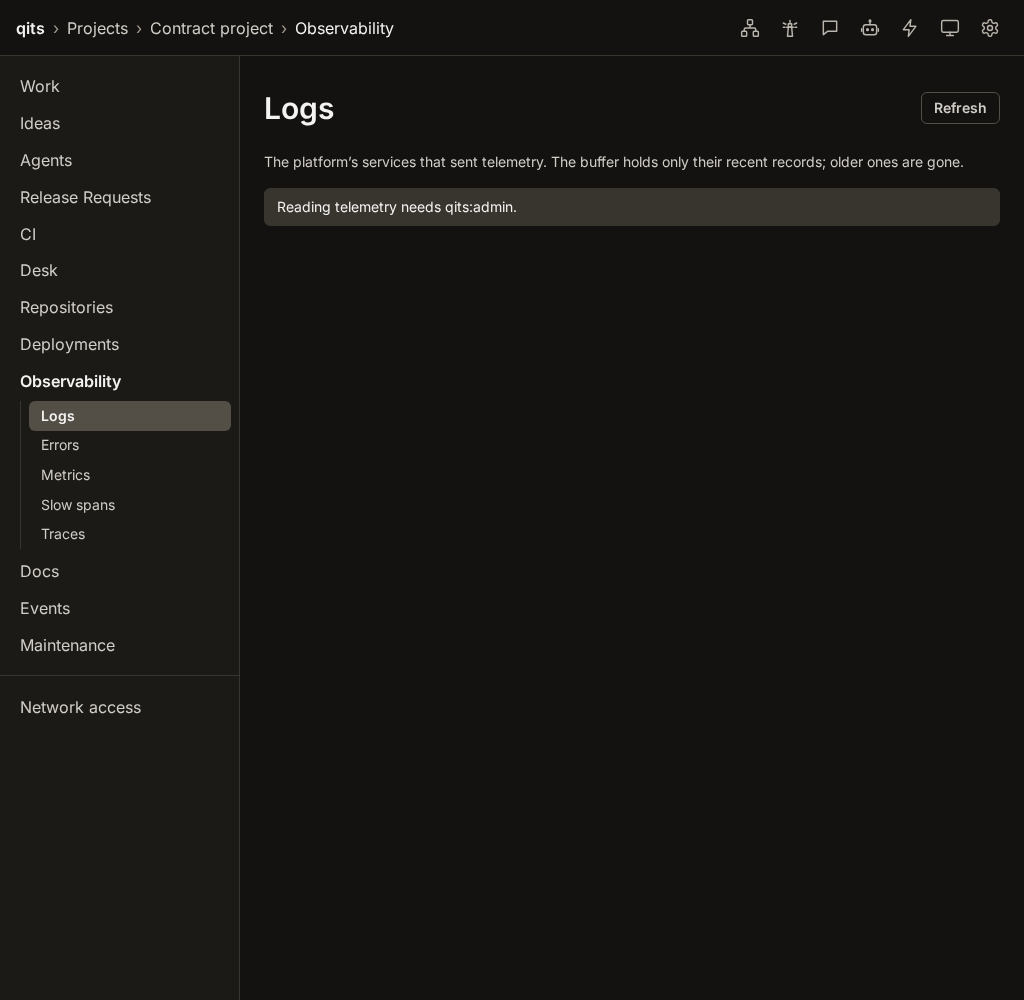 qits › Projects › Contract project › Observability
Work
Ideas
Agents
Release Requests
CI
Desk
Repositories
Deployments
Observability
Logs
Errors
Metrics
Slow spans
Traces
Docs
Events
Maintenance
Network access
Logs
Refresh
The platform’s services that sent telemetry. The buffer holds only their recent records; older ones are gone.
Reading telemetry needs qits:admin.